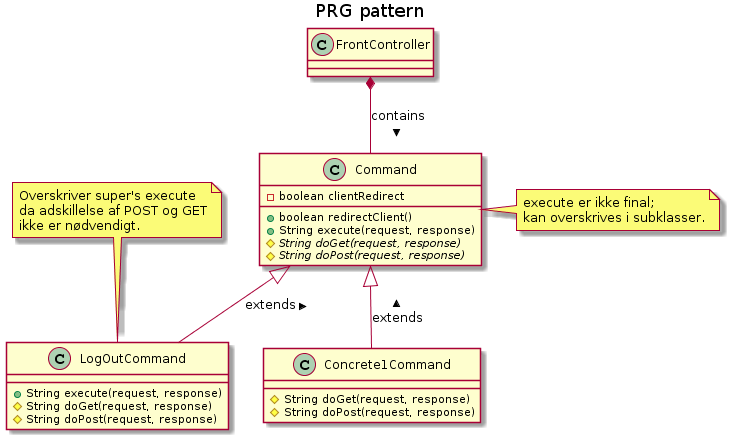 PRG pattern
C FrontController
contains
C Command
boolean clientRedirect
boolean redirectClient()
String execute(request, response)
String doGet(request, response)
String doPost(request, response)
Overskriver super's execute
da adskillelse af POST og GET
ikke er nødvendigt.
execute er ikke final;
kan overskrives i subklasser.
extends
extends
C LogOutCommand
String execute(request, response)
String doGet(request, response)
String doPost(request, response)
C Concrete1Command
String doGet(request, response)
String doPost(request, response)